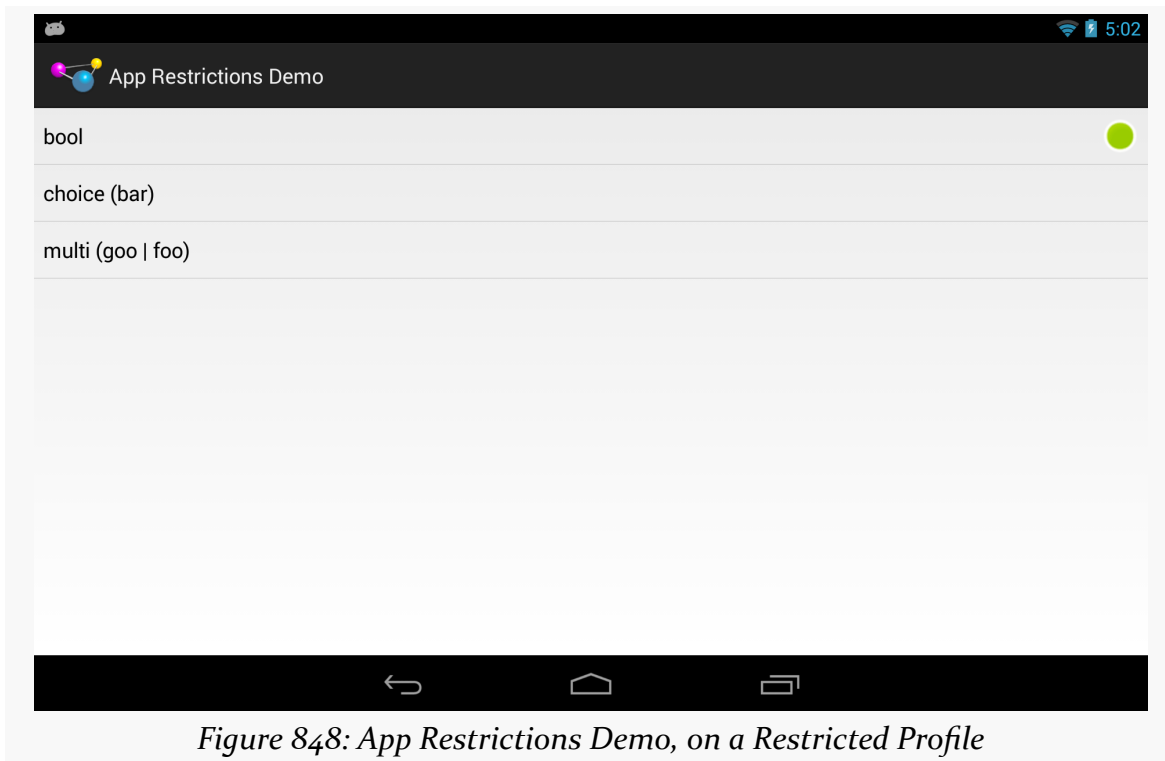 5:02
App Restrictions Demo
bool
choice (bar)
multi (goo | foo)
Figure 848: App Restrictions Demo, on a Restricted Profile